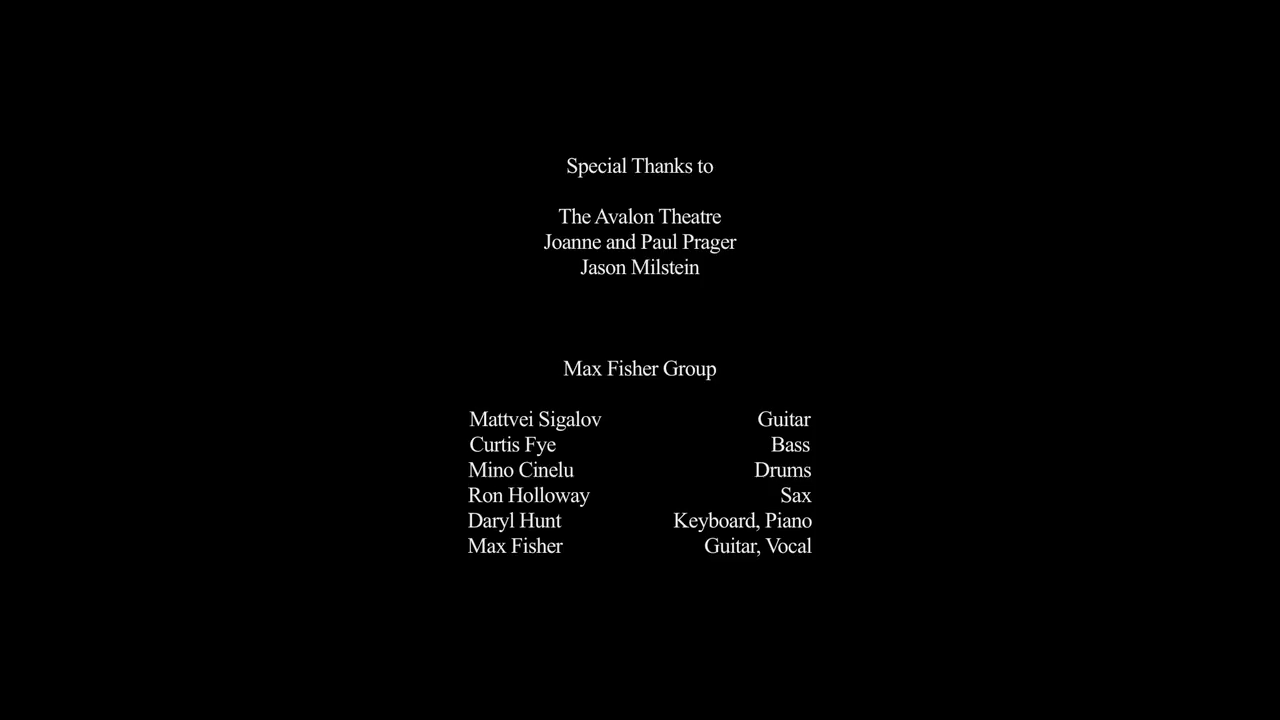 Special Thanks to
The Avalon Theatre
Joanne and Paul Prager
Jason Milstein
Max Fisher Group
Mattvei Sigalov Guitar
Curtis Fye Bass
Mino Cinelu Drums
Ron Holloway Sax
Daryl Hunt Keyboard, Piano
Max Fisher Guitar, Vocal